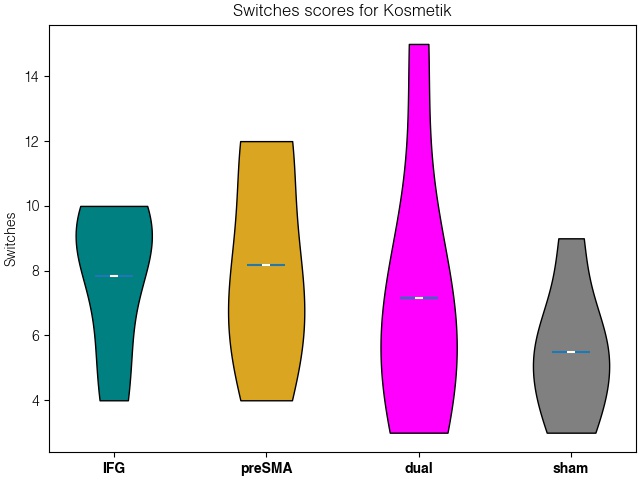 Switches scores for Kosmetik
Switches
14
12
10
8
6
4
IFG
preSMA
dual
sham